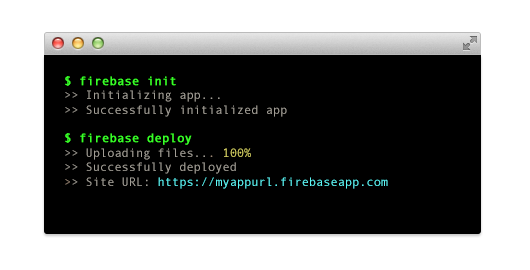 $ firebase init
>> Initializing app...
>> Successfully initialized app
$ firebase deploy
>> Uploading files... 100%
>> Successfully deployed
>> Site URL: https://myappurl.firebaseapp.com